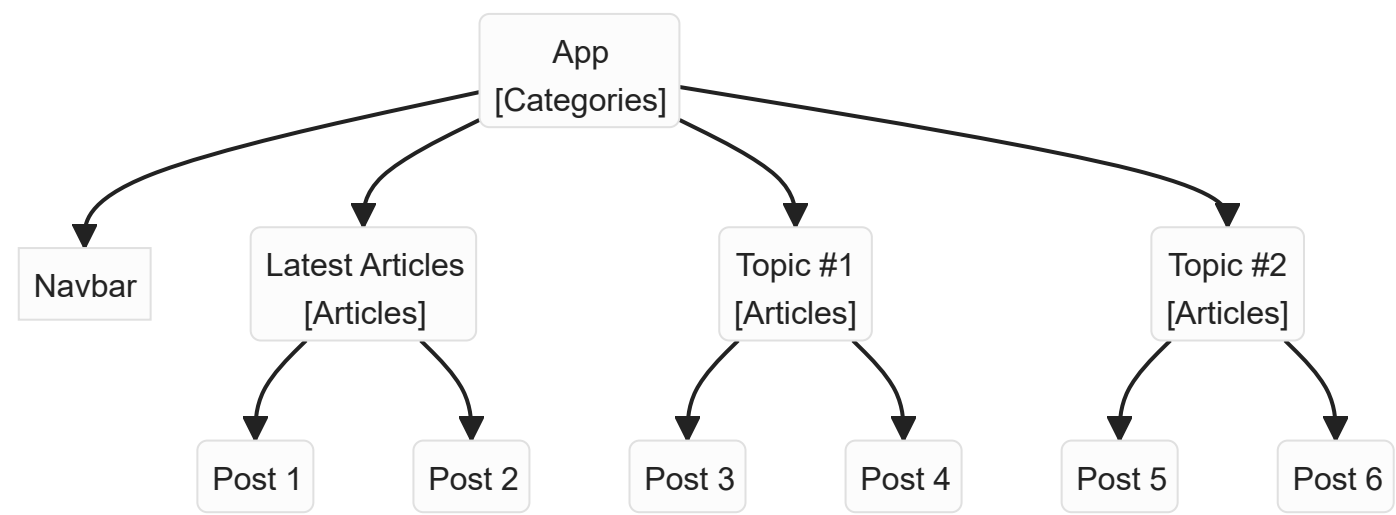 App
[Categories]
Navbar
Latest Articles
[Articles]
Topic #1
[Articles]
Topic #2
[Articles]
Post 1
Post 2
Post 3
Post 4
Post 5
Post 6